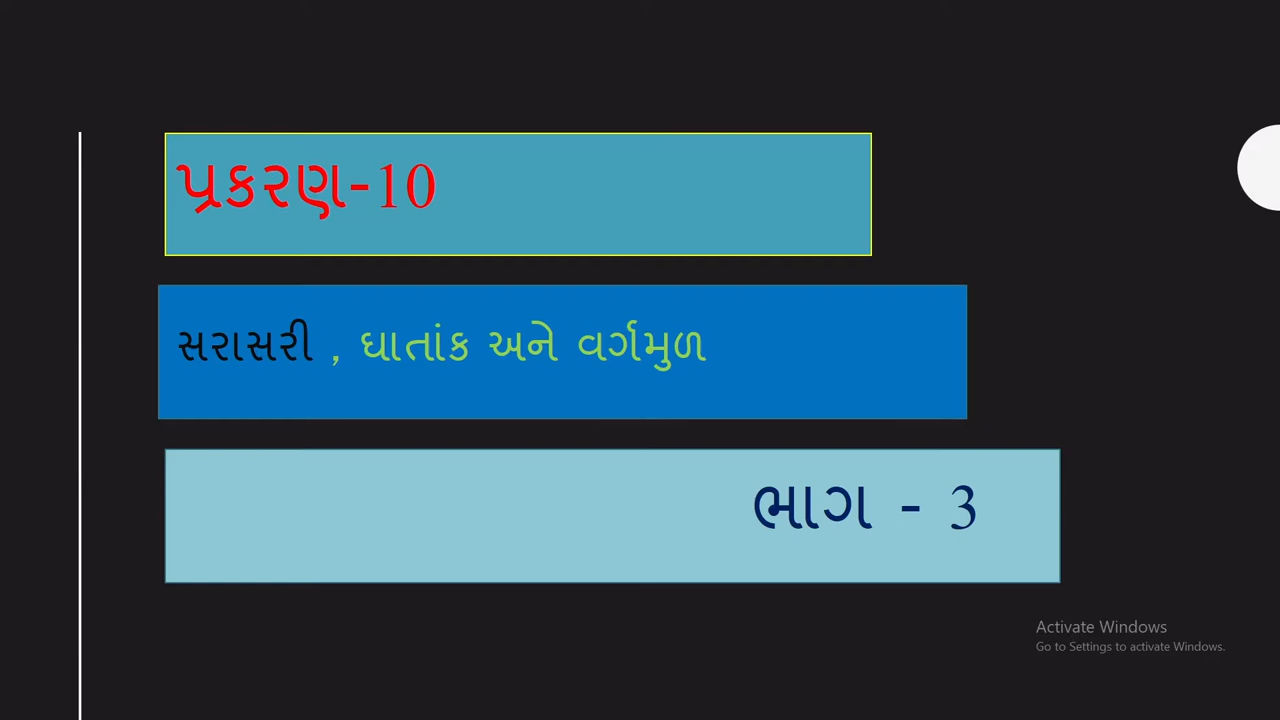 પ્રકરણ-10
સરાસરી , ઘાતાંક અને વર્ગમુળ
ભાગ - 3
Activate Windows
Go to Settings to activate Windows.